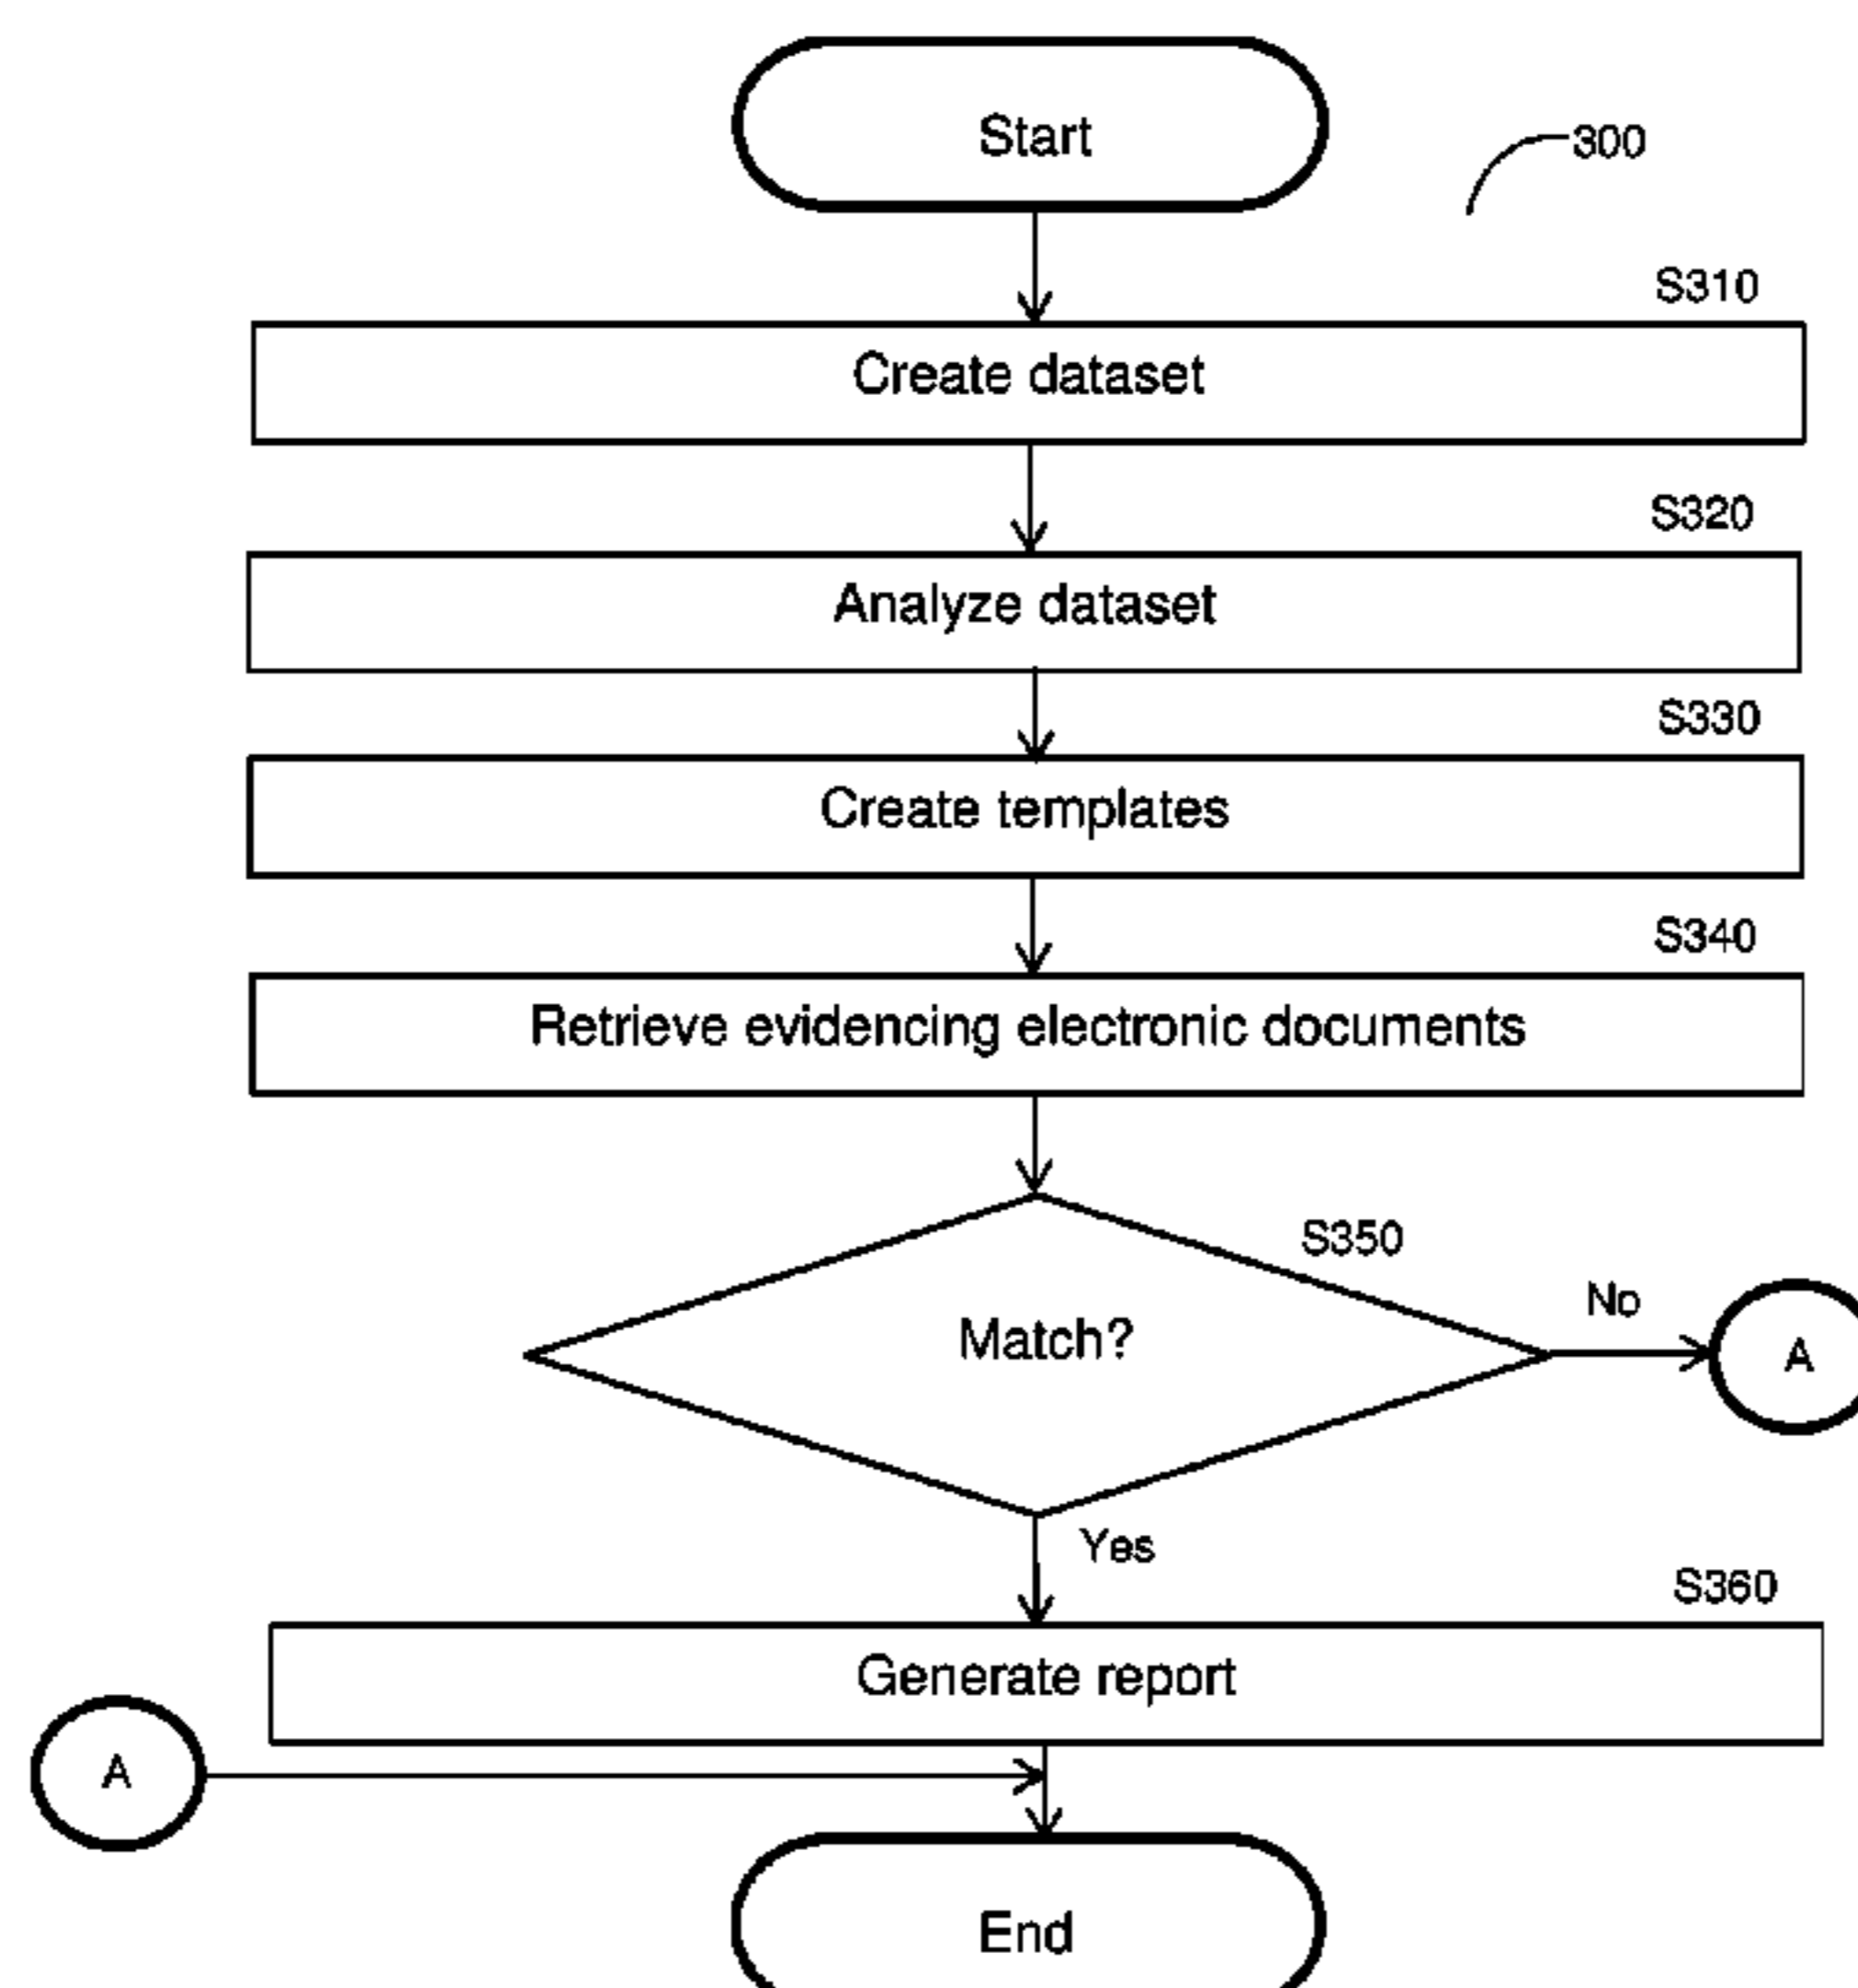 Start
300
S310
Create dataset
S320
Analyze dataset
S330
Create templates
S340
Retrieve evidencing electronic documents
S350
Match?
No
A
Yes
S360
Generate report
A
End